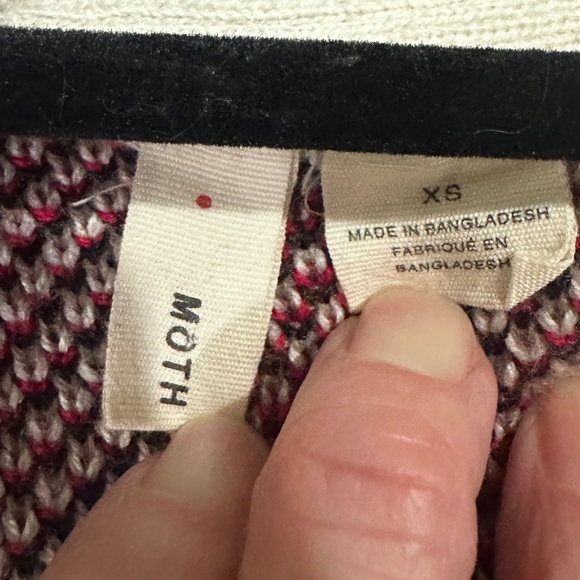 MOTH
XS
MADE IN BANGLADESH
FABRIQUÉ EN
BANGLADESH